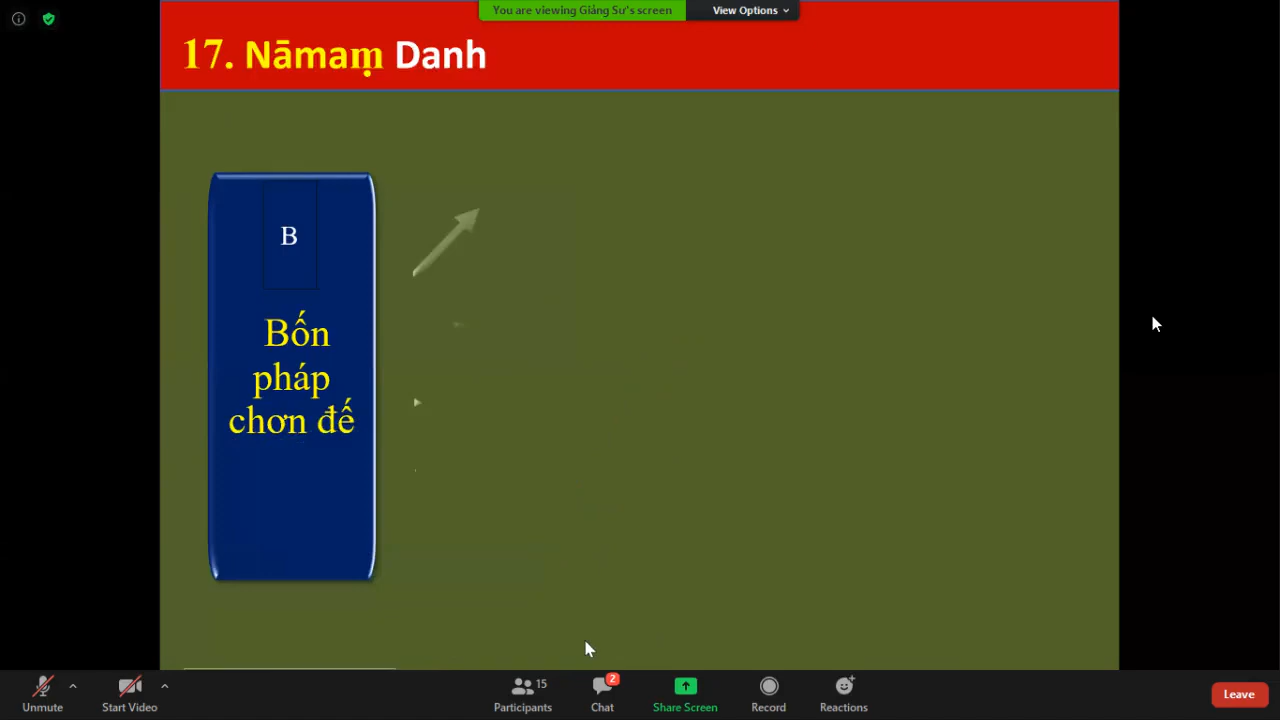 You are viewing Giảng Sư's screen
View Options
17. Nāmaṃ Danh
B
Bốn
pháp
chơn đế
Unmute
Start Video
15
Participants
2
Chat
Share Screen
Record
Reactions
Leave